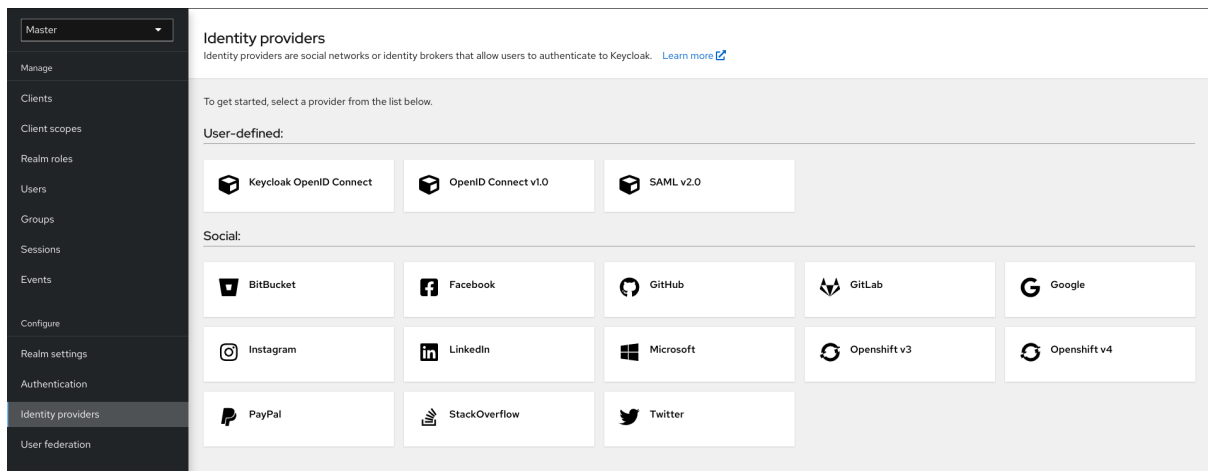 Master
Manage
Clients
Client scopes
Realm roles
Users
Groups
Sessions
Events
Configure
Realm settings
Authentication
Identity providers
User federation
Identity providers
Identity providers are social networks or identity brokers that allow users to authenticate to Keycloak. Learn more
To get started, select a provider from the list below.
User-defined:
Keycloak OpenID Connect
OpenID Connect v1.0
SAML v2.0
Social:
BitBucket
Facebook
GitHub
GitLab
Google
Instagram
LinkedIn
Microsoft
Openshift v3
Openshift v4
PayPal
StackOverflow
Twitter